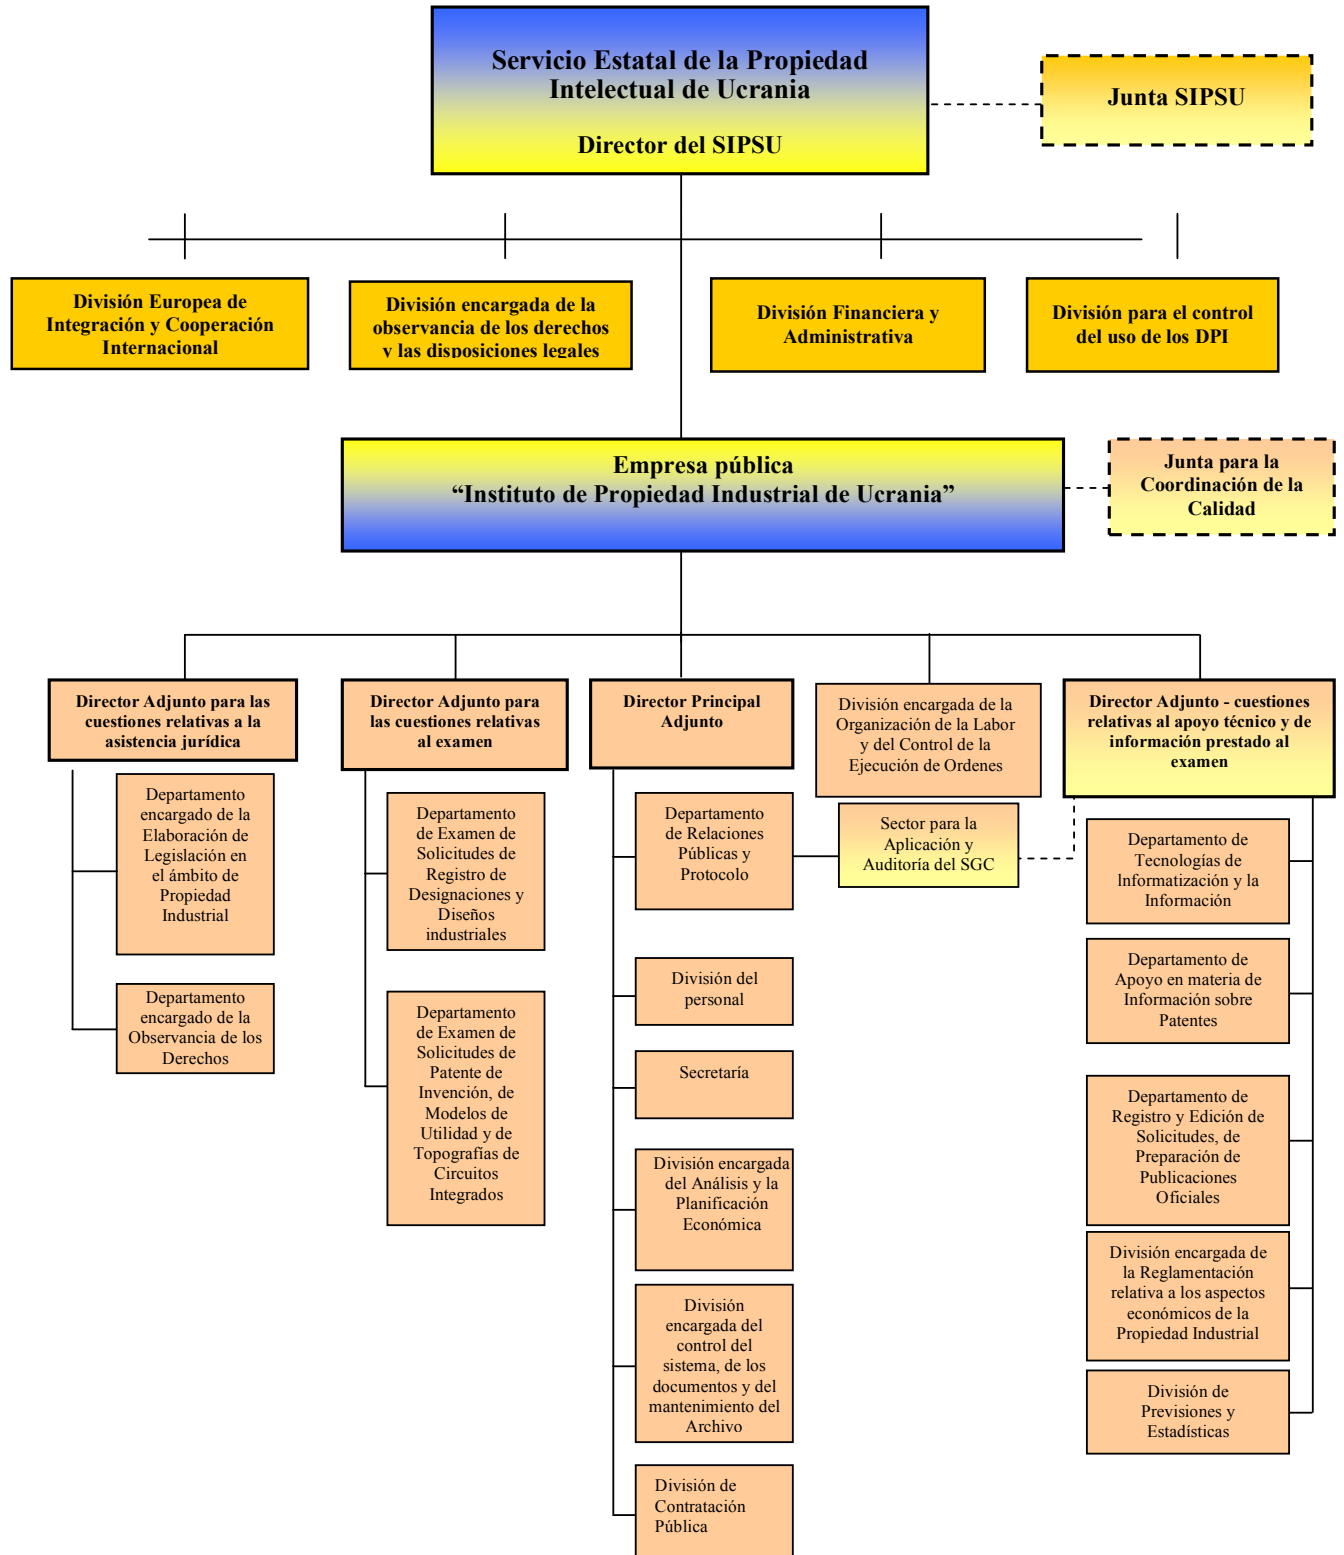 Servicio Estatal de la Propiedad
Intelectual de Ucrania
Director del SIPSU
Junta SIPSU
División Europea de
Integración y Cooperación
Internacional
División encargada de la
observancia de los derechos
y las disposiciones legales
División Financiera y
Administrativa
División para el control
del uso de los DPI
Empresa pública
“Instituto de Propiedad Industrial de Ucrania”
Junta para la
Coordinación de la
Calidad
Director Adjunto para las
cuestiones relativas a la
asistencia jurídica
Departamento
encargado de la
Elaboración de
Legislación en
el ámbito de
Propiedad
Industrial
Departamento
encargado de la
Observancia de los
Derechos
Director Adjunto para
las cuestiones relativas
al examen
Departamento
de Examen de
Solicitudes de
Registro de
Designaciones y
Diseños
industriales
Departamento
de Examen de
Solicitudes de
Patente de
Invención, de
Modelos de
Utilidad y de
Topografías de
Circuitos
Integrados
Director Principal
Adjunto
Departamento
de Relaciones
Públicas y
Protocolo
División del
personal
Secretaría
División encargada
del Análisis y la
Planificación
Económica
División
encargada del
control del
sistema, de los
documentos y del
mantenimiento del
Archivo
División de
Contratación
Pública
División encargada de la
Organización de la Labor
y del Control de la
Ejecución de Ordenes
Sector para la
Aplicación y
Auditoría del SGC
Director Adjunto - cuestiones
relativas al apoyo técnico y de
información prestado al
examen
Departamento de
Tecnologías de
lnformatización y la
Información
Departamento de
Apoyo en materia de
Información sobre
Patentes
Departamento de
Registro y Edición de
Solicitudes, de
Preparación de
Publicaciones
Oficiales
División encargada de
la Reglamentación
relativa a los aspectos
económicos de la
Propiedad Industrial
División de
Previsiones y
Estadísticas